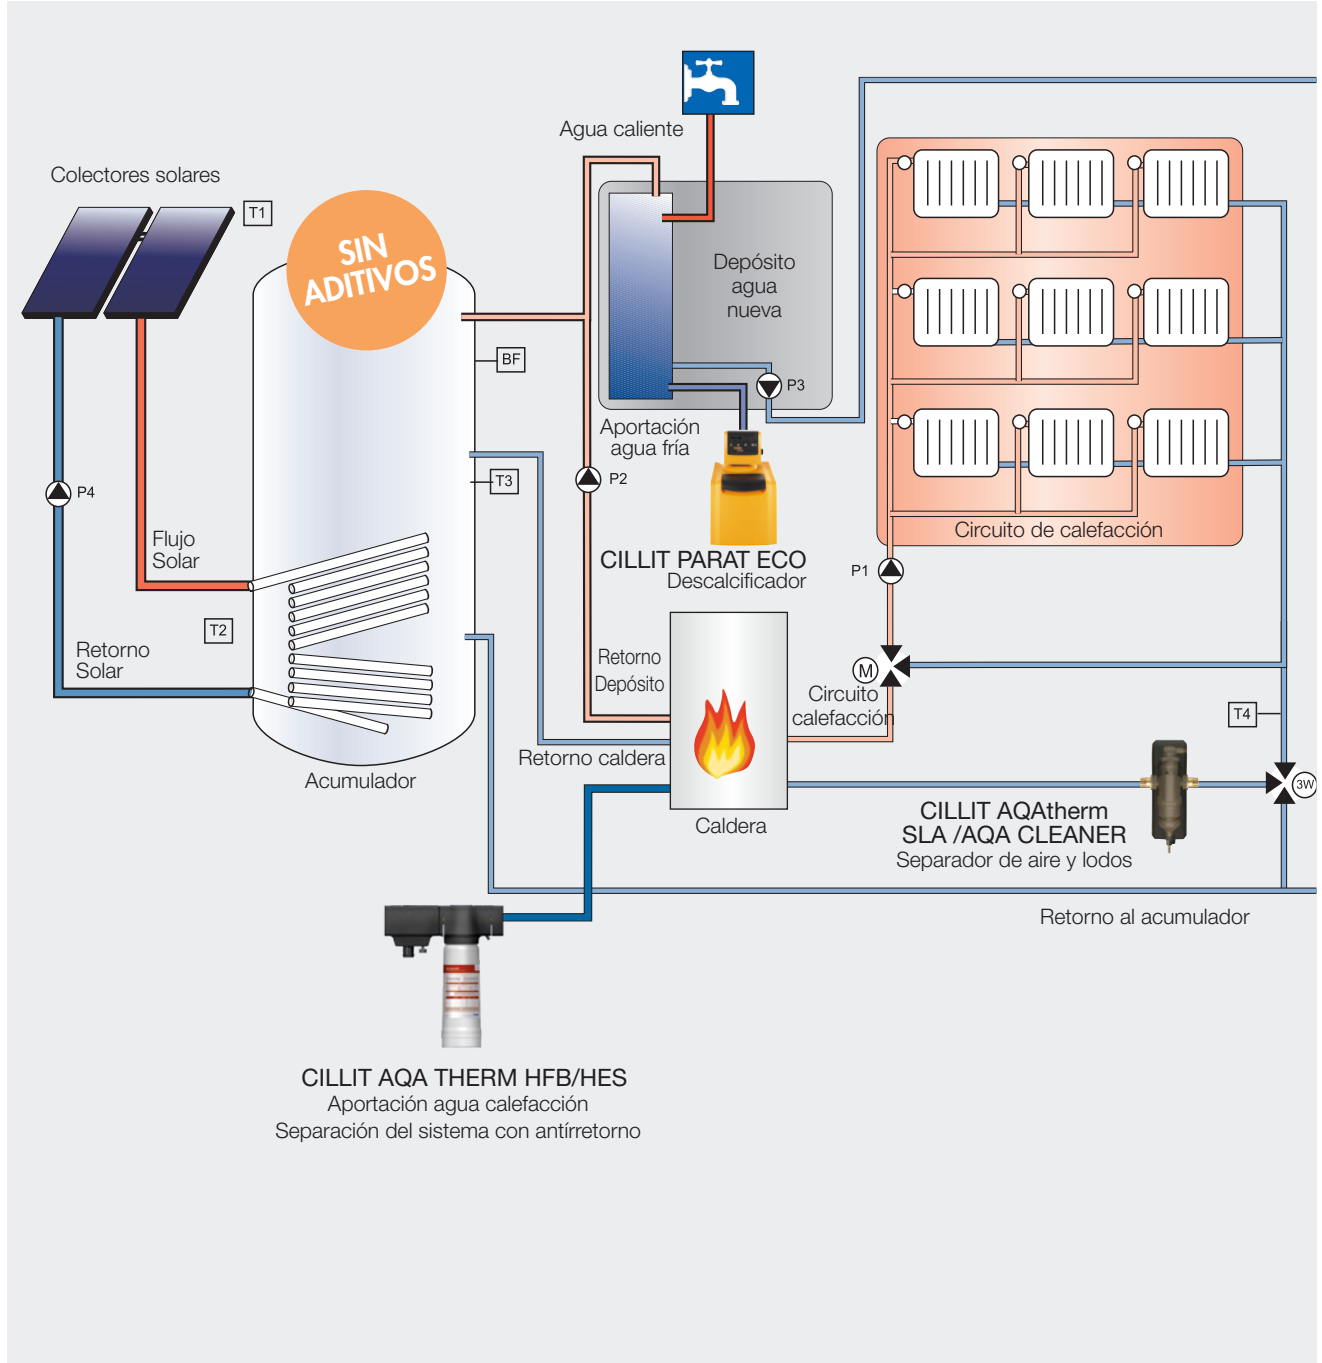 Agua caliente
Colectores solares
T1
SIN
ADITIVOS
Depósito
agua
nueva
BF
P3
Aportación
agua fría
T3
P2
P4
Circuito de calefacción
Flujo
Solar
CILLIT PARAT ECO
Descalcificador
P1
T2
Retorno
Solar
Retorno
Depósito
M
Circuito
calefacción
T4
Retorno caldera
Acumulador
3W
Caldera
CILLIT AQAtherm
SLA /AQA CLEANER
Separador de aire y lodos
Retorno al acumulador
CILLIT AQA THERM HFB/HES
Aportación agua calefacción
Separación del sistema con antírretorno